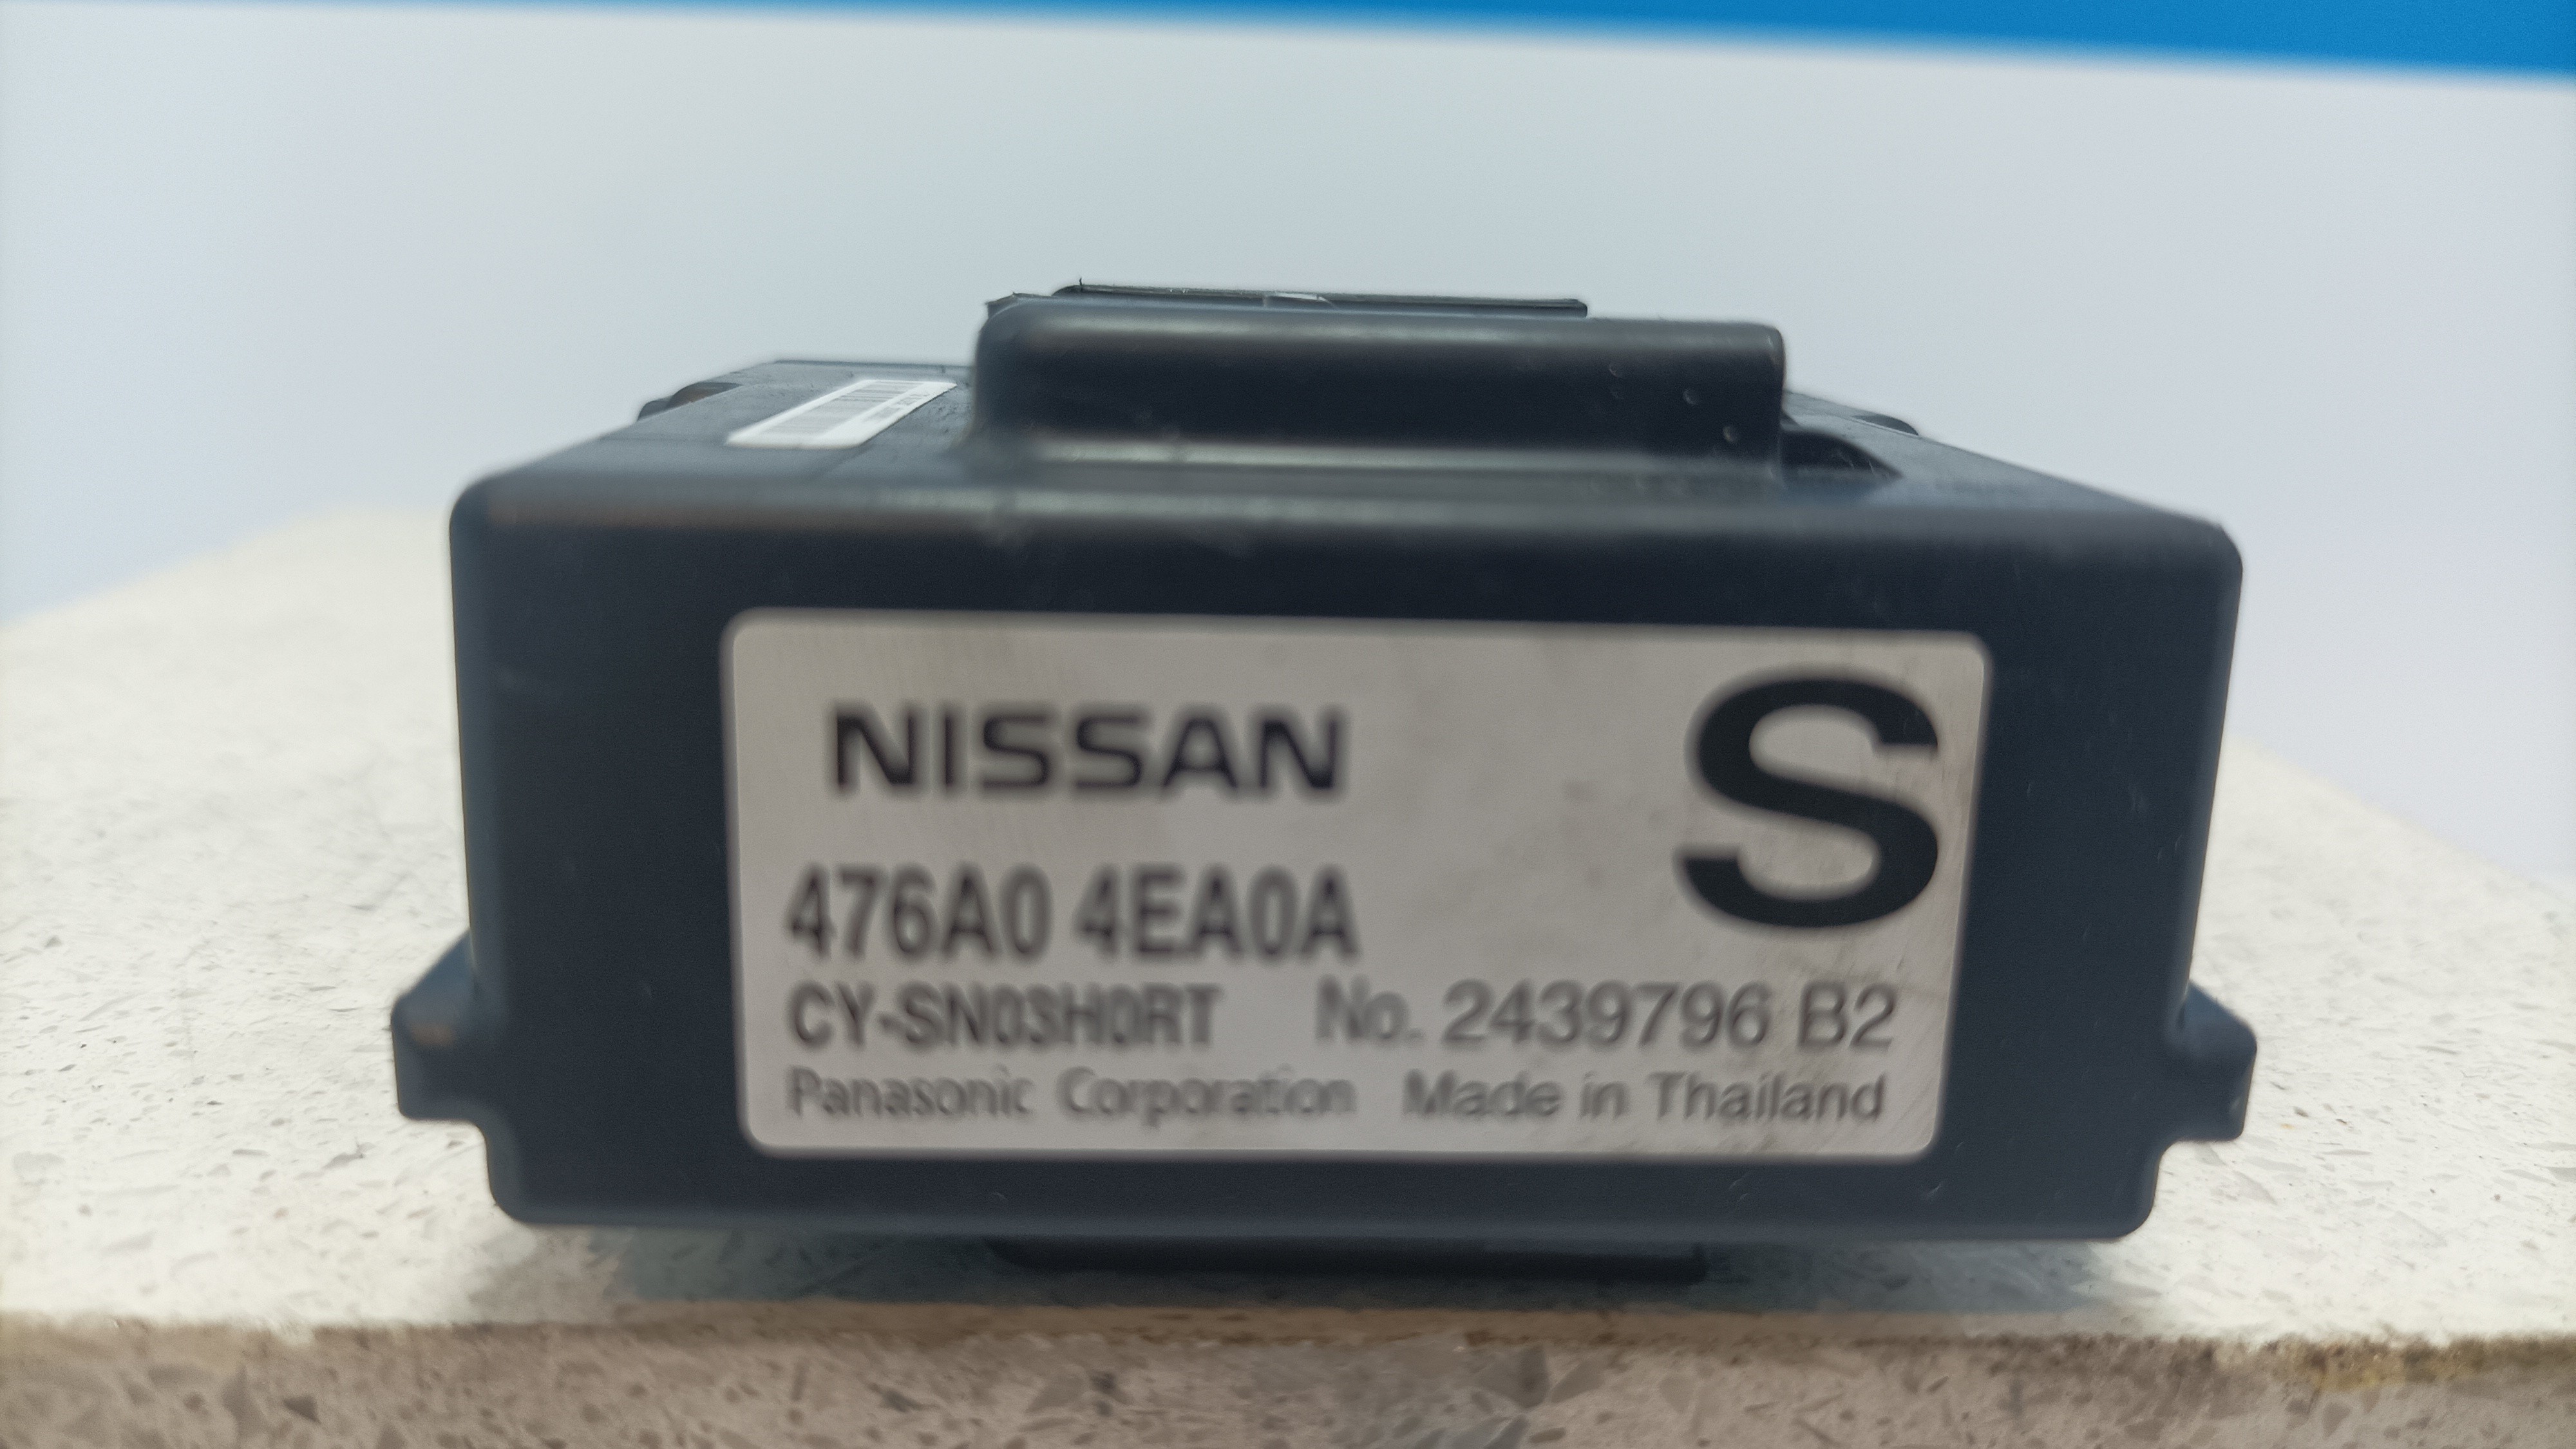 NISSAN
S
476A0 4EA0A
CY-SN03H0RT No. 2439796 B2
Panasonic Corporation Made in Thailand